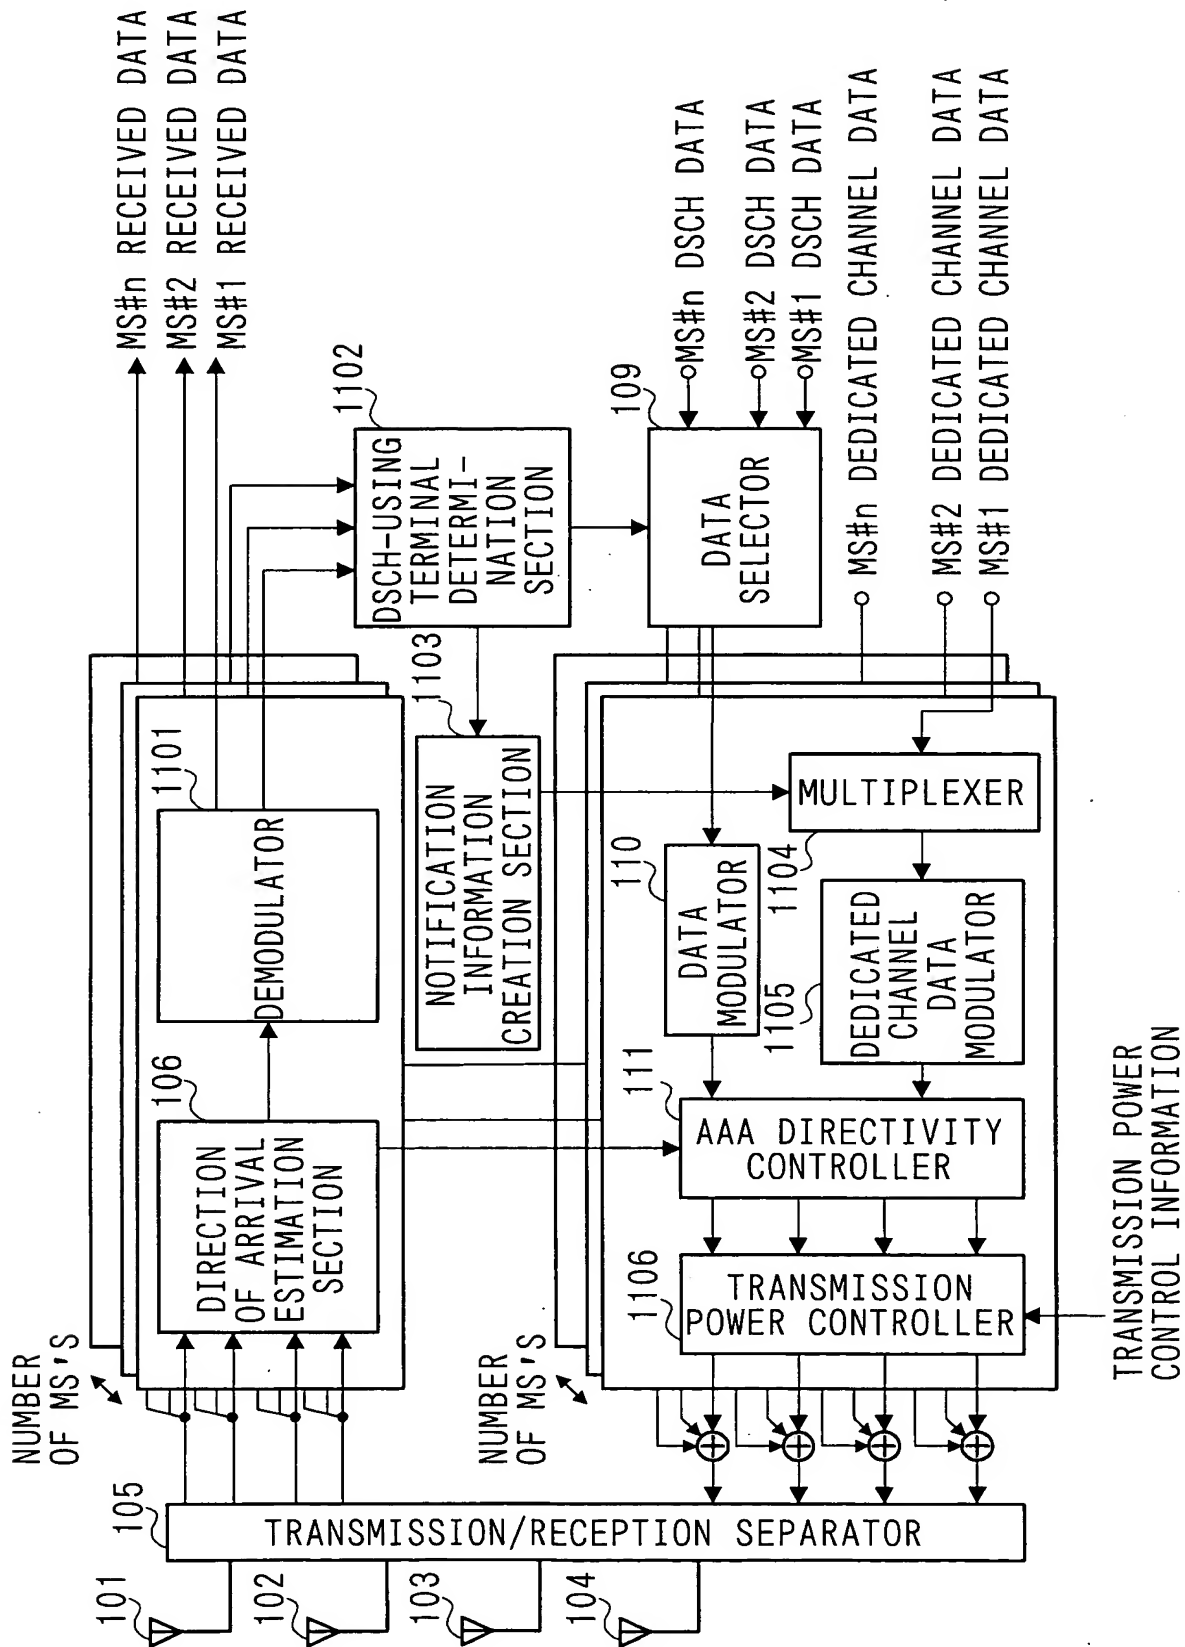 101
102
103
104
105
TRANSMISSION/RECEPTION SEPARATOR
NUMBER
OF MS'S
106
DIRECTION
OF ARRIVAL
ESTIMATION
SECTION
1101
DEMODULATOR
MS#n RECEIVED DATA
MS#2 RECEIVED DATA
MS#1 RECEIVED DATA
1102
DSCH-USING
TERMINAL
DETERMI-
NATION
SECTION
1103
NOTIFICATION
INFORMATION
CREATION SECTION
109
DATA
SELECTOR
MS#n DSCH DATA
MS#2 DSCH DATA
MS#1 DSCH DATA
MS#n DEDICATED CHANNEL DATA
MS#2 DEDICATED CHANNEL DATA
MS#1 DEDICATED CHANNEL DATA
NUMBER
OF MS'S
1106
TRANSMISSION
POWER CONTROLLER
111
AAA DIRECTIVITY
CONTROLLER
110
DATA
MODULATOR
1104
MULTIPLEXER
1105
DEDICATED
CHANNEL
DATA
MODULATOR
TRANSMISSION POWER
CONTROL INFORMATION